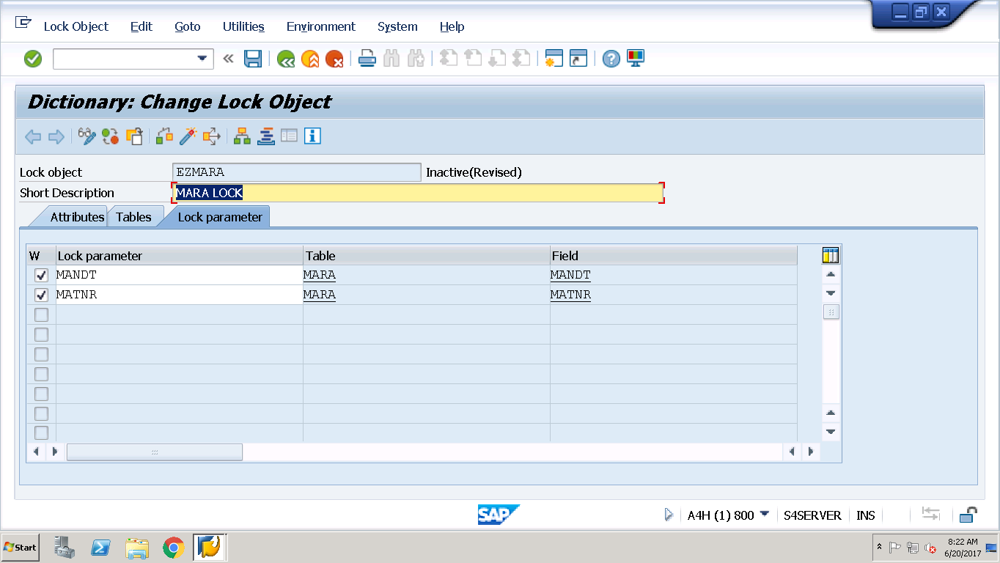 Lock Object Edit Goto Utilities Environment System Help
Dictionary: Change Lock Object
Lock object EZMARA Inactive(Revised)
Short Description MARA LOCK
Attributes Tables Lock parameter
W Lock parameter Table Field
MANDT MARA MANDT
MATNR MARA MATNR
SAP A4H (1) 800 S4SERVER INS
Start 8:22 AM
6/20/2017